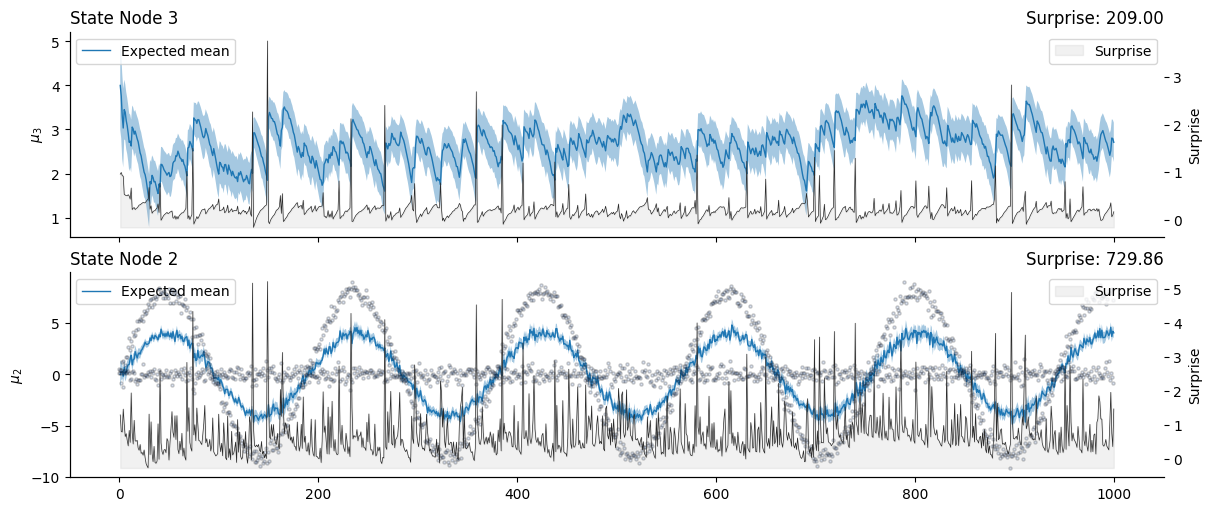 State Node 3
Surprise: 209.00
Expected mean
Surprise
5
4
3
2
1
μ3
3
2
1
0
Surprise
State Node 2
Surprise: 729.86
Expected mean
Surprise
5
0
−5
−10
μ2
5
4
3
2
1
0
Surprise
0
200
400
600
800
1000